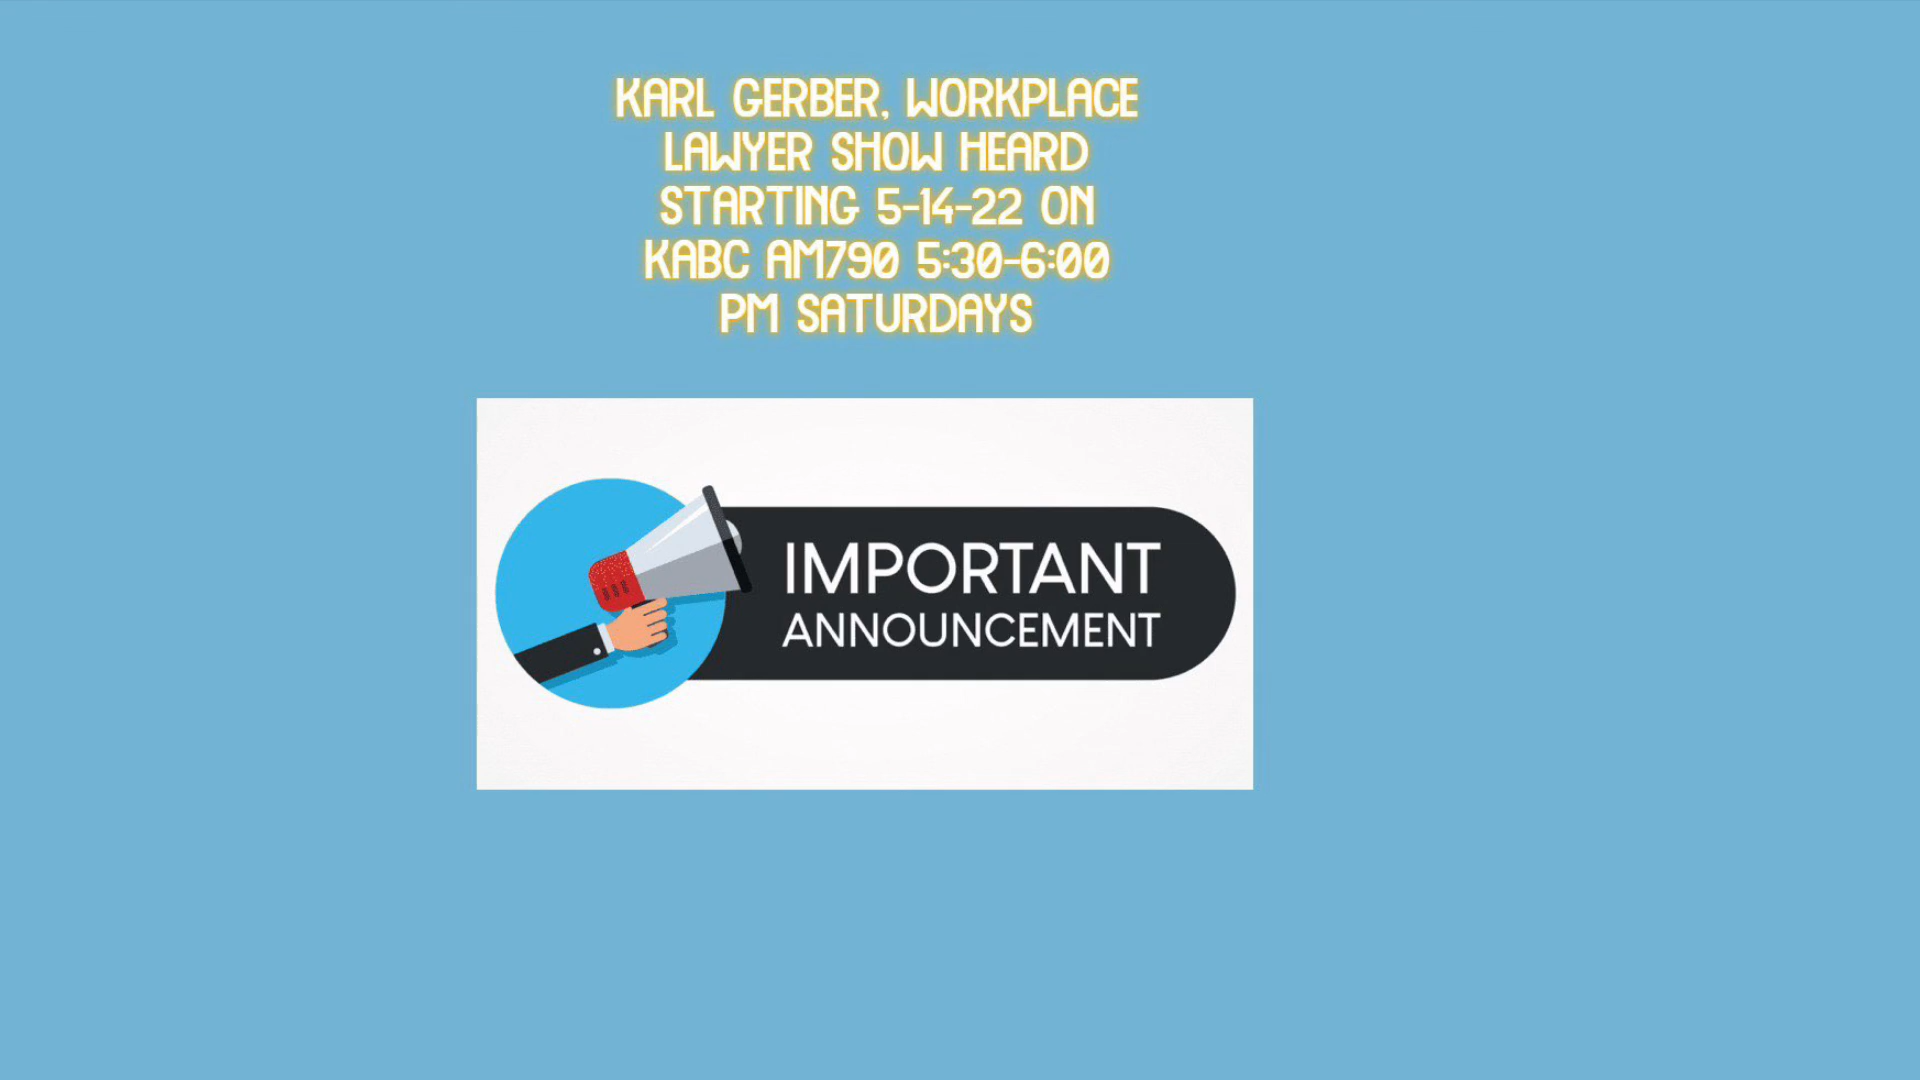 KARL GERBER, WORKPLACE
LAWYER SHOW HEARD
STARTING 5-14-22 ON
KABC AM790 5:30-6:00
PM SATURDAYS
IMPORTANT
ANNOUNCEMENT